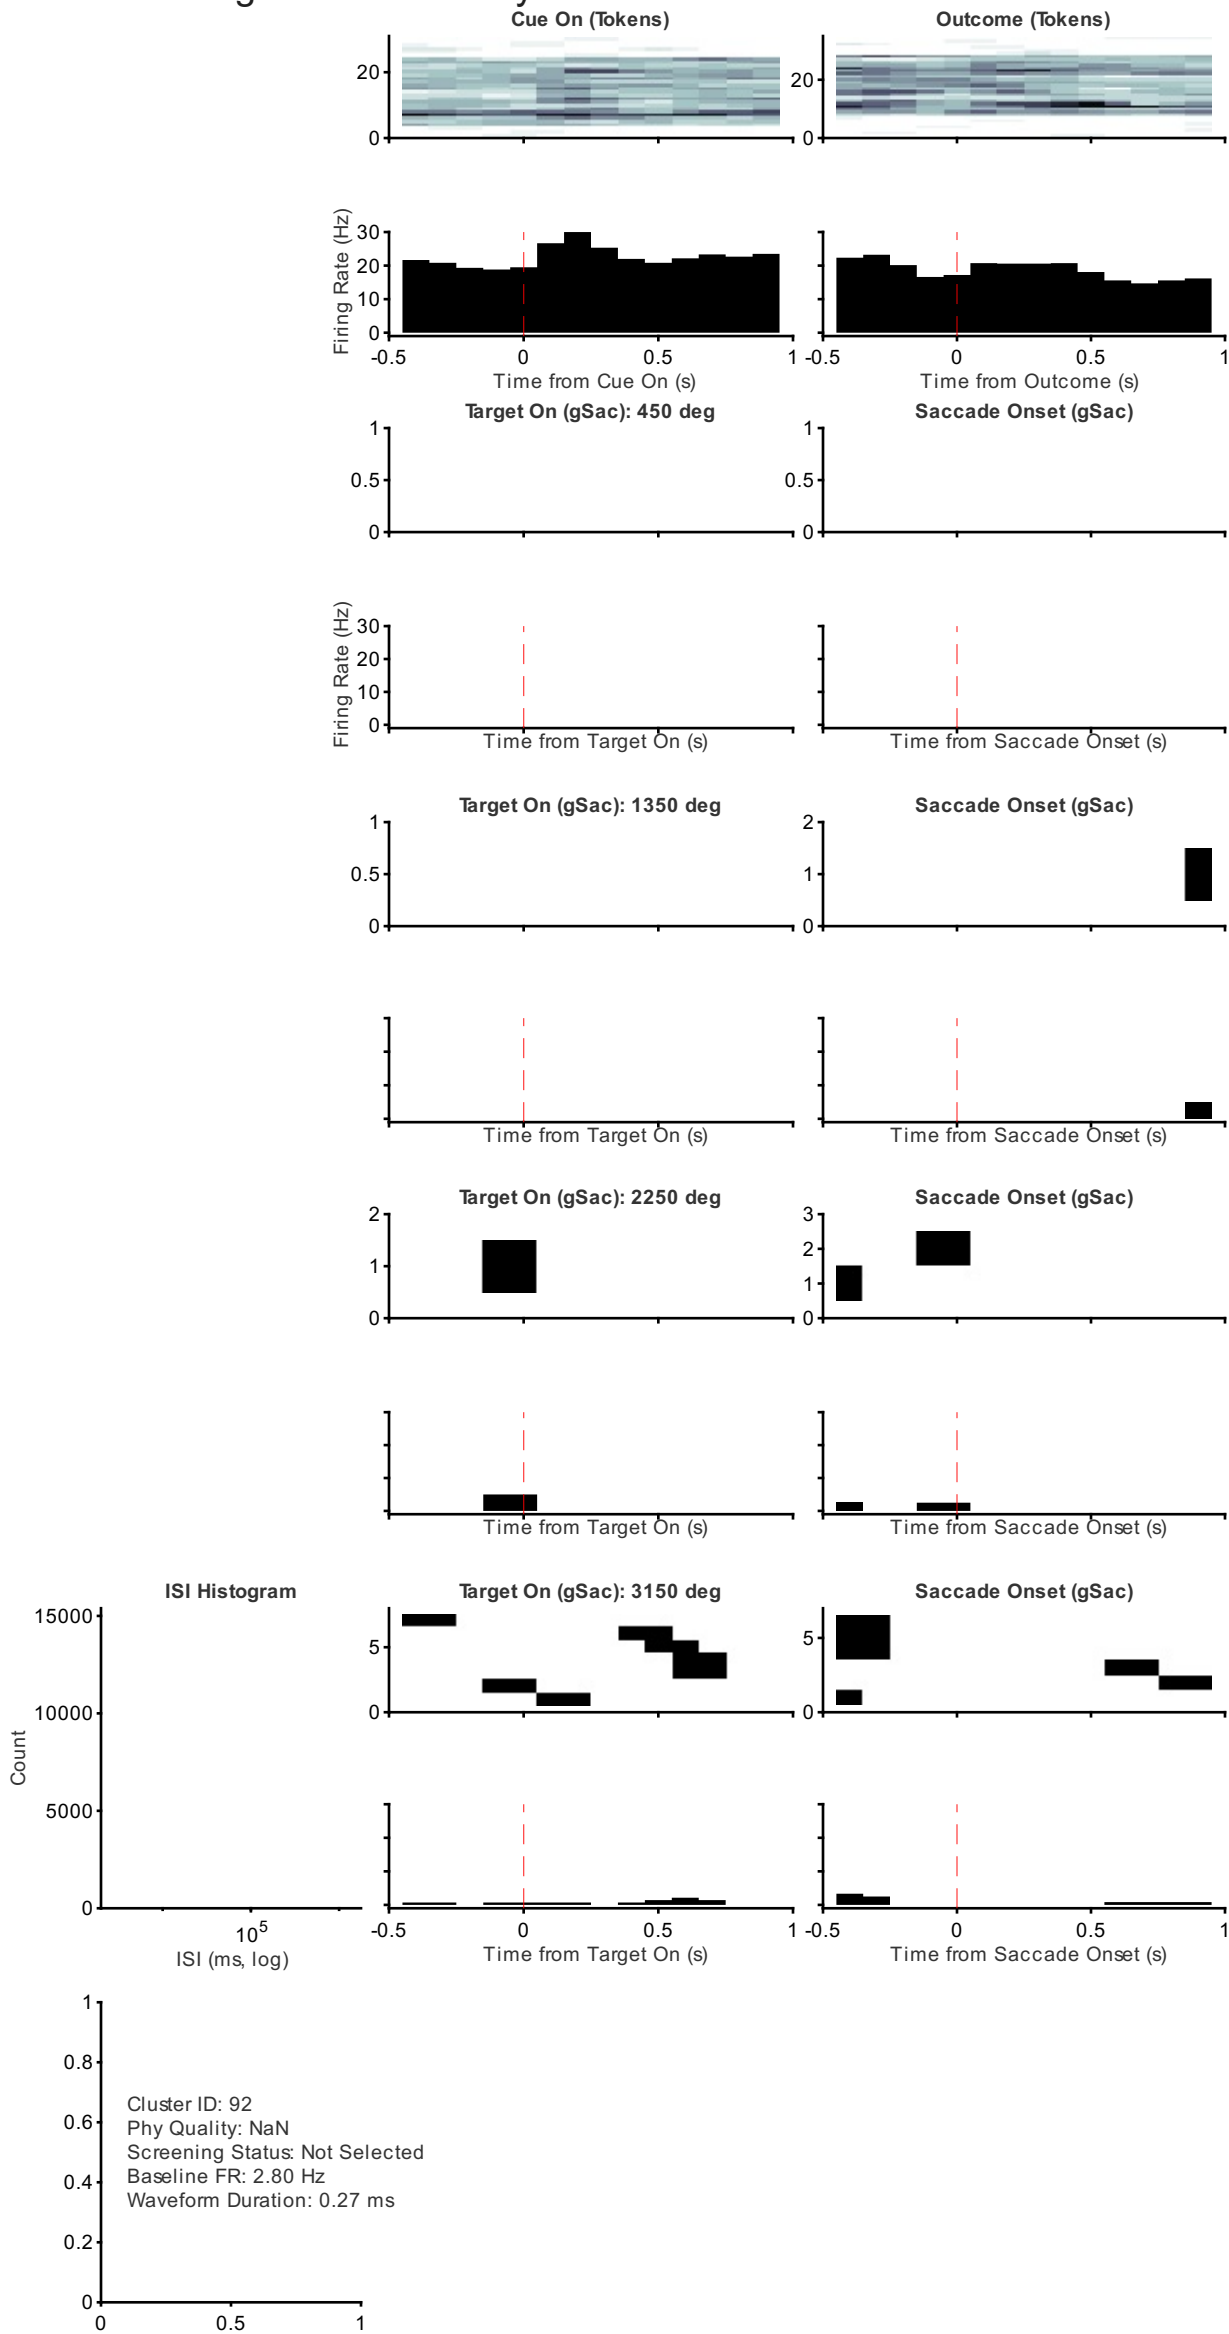 Cue On (Tokens)
Outcome (Tokens)
20
0
20
0
Firing Rate (Hz)
30
20
10
0
-0.5
0
0.5
1
-0.5
0
0.5
1
Time from Cue On (s)
Time from Outcome (s)
Target On (gSac): 450 deg
Saccade Onset (gSac)
1
0.5
0
1
0.5
0
Firing Rate (Hz)
30
20
10
0
Time from Target On (s)
Time from Saccade Onset (s)
Target On (gSac): 1350 deg
Saccade Onset (gSac)
1
0.5
0
2
1
0
Time from Target On (s)
Time from Saccade Onset (s)
Target On (gSac): 2250 deg
Saccade Onset (gSac)
2
1
0
3
2
1
0
Time from Target On (s)
Time from Saccade Onset (s)
ISI Histogram
Target On (gSac): 3150 deg
Saccade Onset (gSac)
Count
15000
10000
5000
0
5
0
5
0
10⁵
ISI (ms, log)
-0.5
0
0.5
1
-0.5
0
0.5
1
Time from Target On (s)
Time from Saccade Onset (s)
1
0.8
0.6
0.4
0.2
0
Cluster ID: 92
Phy Quality: NaN
Screening Status: Not Selected
Baseline FR: 2.80 Hz
Waveform Duration: 0.27 ms
0
0.5
1